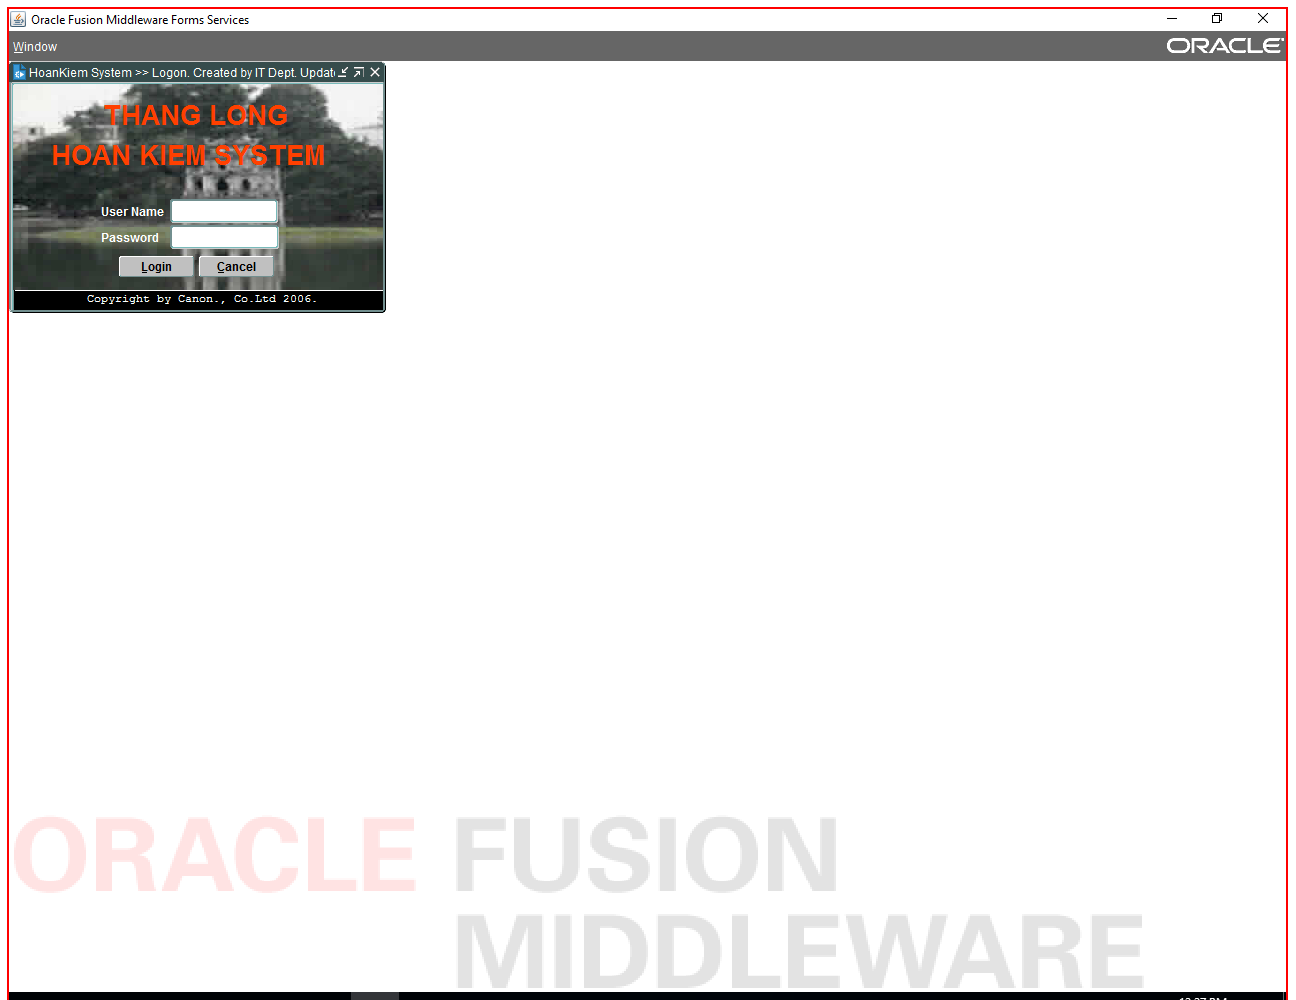 Oracle Fusion Middleware Forms Services
Window
ORACLE
HoanKiem System >> Logon. Created by IT Dept. Updat
THANG LONG
HOAN KIEM SYSTEM
User Name
Password
Login Cancel
Copyright by Canon., Co.Ltd 2006.
ORACLE FUSION
MIDDLEWARE